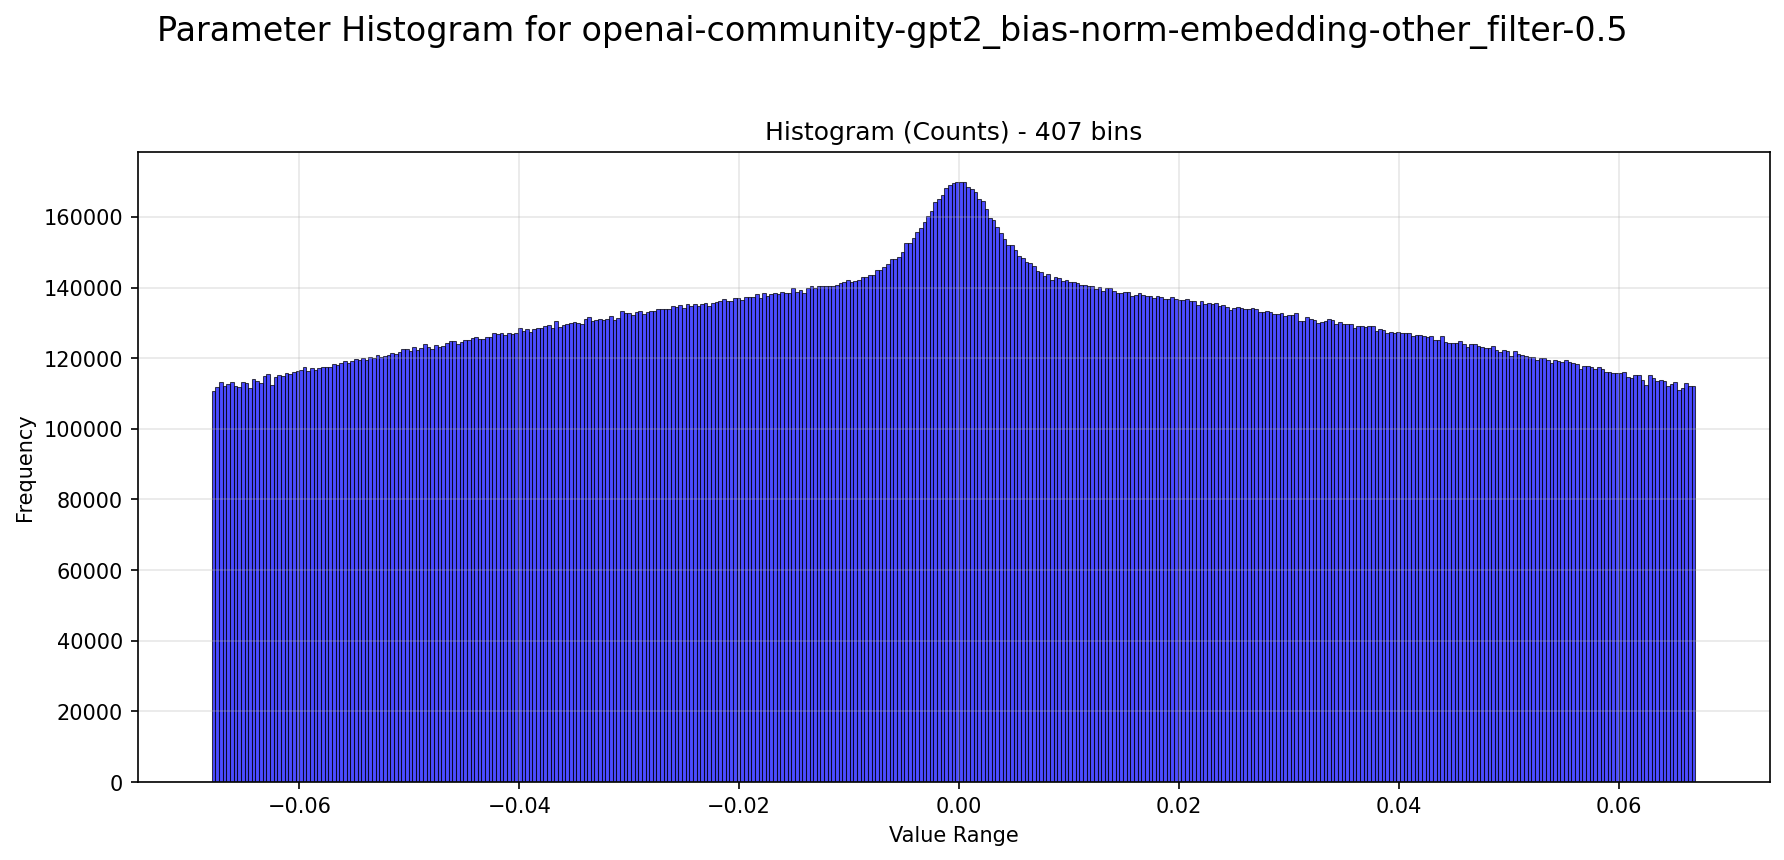 Parameter Histogram for openai-community-gpt2_bias-norm-embedding-other_filter-0.5
Histogram (Counts) - 407 bins
160000
140000
120000
100000
80000
60000
40000
20000
0
Frequency
−0.06 −0.04 −0.02 0.00 0.02 0.04 0.06
Value Range